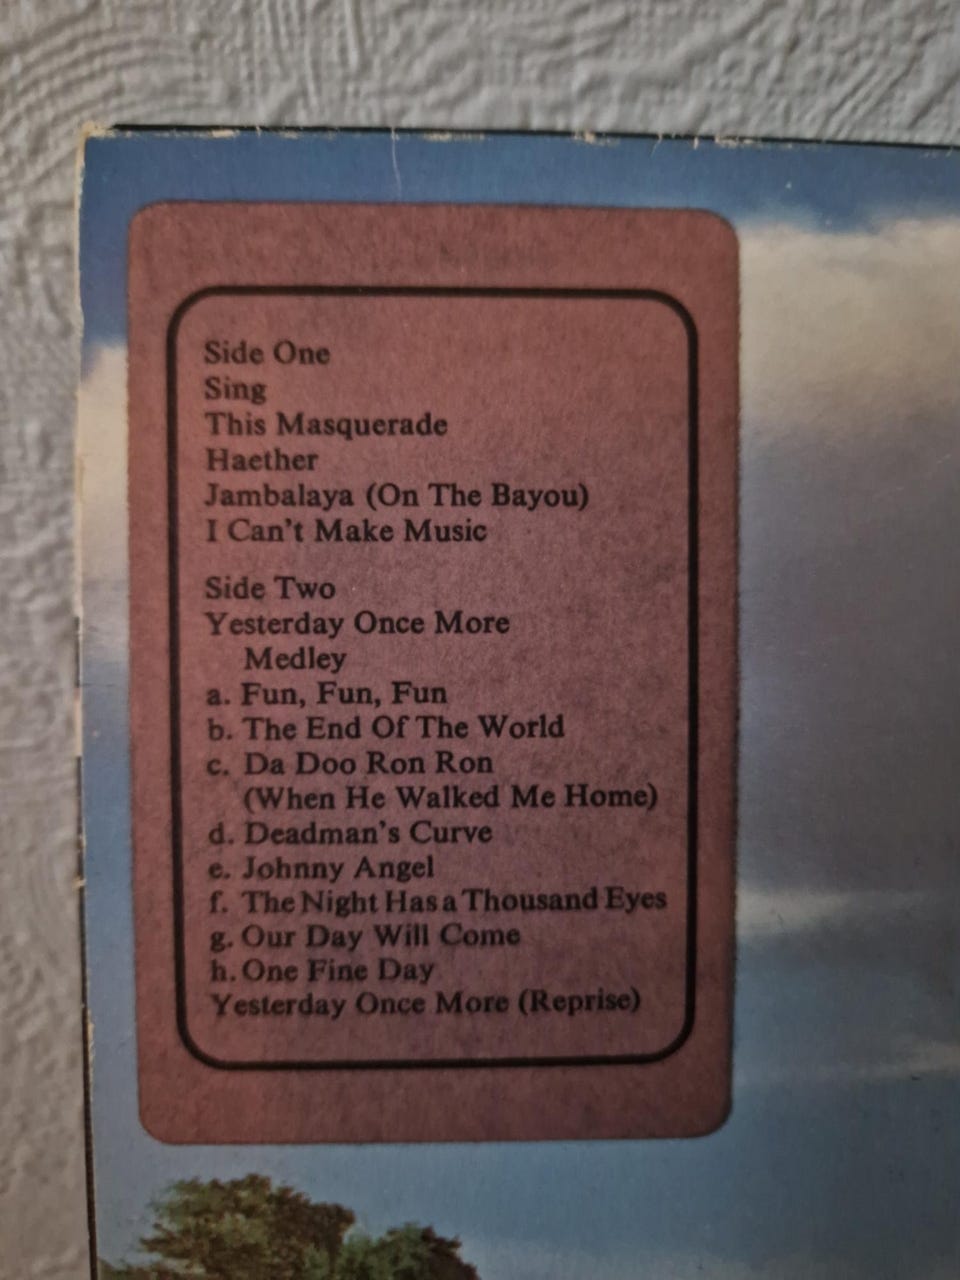 Side One
Sing
This Masquerade
Haether
Jambalaya (On The Bayou)
I Can't Make Music
Side Two
Yesterday Once More
Medley
a. Fun, Fun, Fun
b. The End Of The World
c. Da Doo Ron Ron
(When He Walked Me Home)
d. Deadman's Curve
e. Johnny Angel
f. The Night Has a Thousand Eyes
g. Our Day Will Come
h. One Fine Day
Yesterday Once More (Reprise)